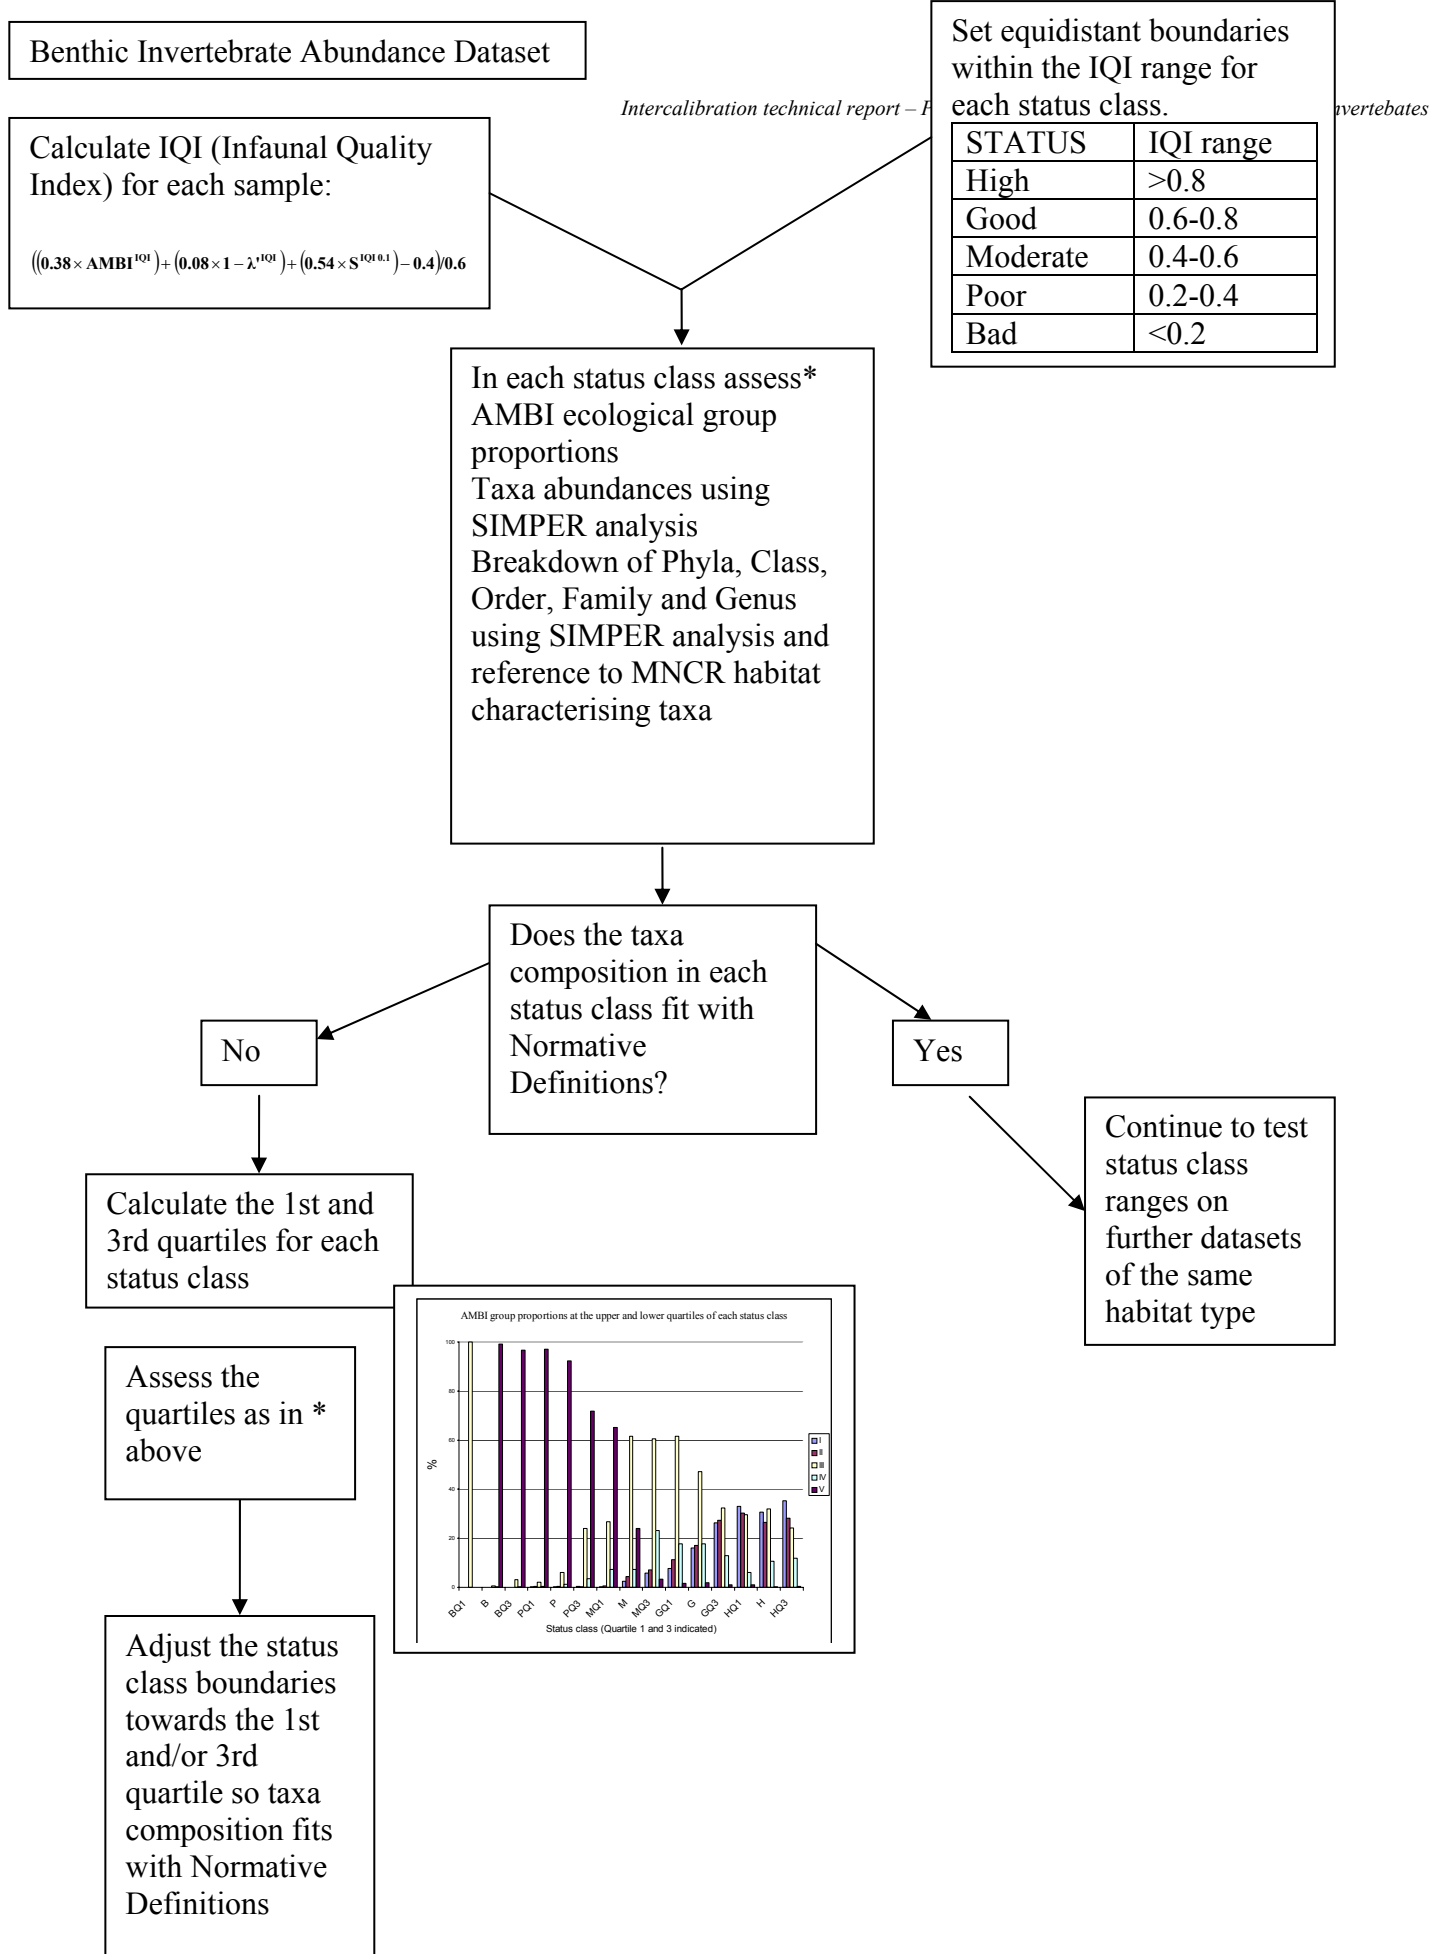 Benthic Invertebrate Abundance Dataset
Intercalibration technical report –
nvertebates
Set equidistant boundaries
within the IQI range for
each status class.
STATUS IQI range
High >0.8
Good 0.6-0.8
Moderate 0.4-0.6
Poor 0.2-0.4
Bad <0.2
Calculate IQI (Infaunal Quality
Index) for each sample:
((0.38 × AMBI^IQI) + (0.08 × 1 − λ'^IQI) + (0.54 × S^IQI 0.1) − 0.4)/0.6
In each status class assess*
AMBI ecological group
proportions
Taxa abundances using
SIMPER analysis
Breakdown of Phyla, Class,
Order, Family and Genus
using SIMPER analysis and
reference to MNCR habitat
characterising taxa
Does the taxa
composition in each
status class fit with
Normative
Definitions?
No
Yes
Continue to test
status class
ranges on
further datasets
of the same
habitat type
Calculate the 1st and
3rd quartiles for each
status class
Assess the
quartiles as in *
above
Adjust the status
class boundaries
towards the 1st
and/or 3rd
quartile so taxa
composition fits
with Normative
Definitions
AMBI group proportions at the upper and lower quartiles of each status class
100
80
60
40
20
0
%
BQ1 B BQ3 PQ1 P PQ3 MQ1 M MQ3 GQ1 G GQ3 HQ1 H HQ3
Status class (Quartile 1 and 3 indicated)
I
II
III
IV
V